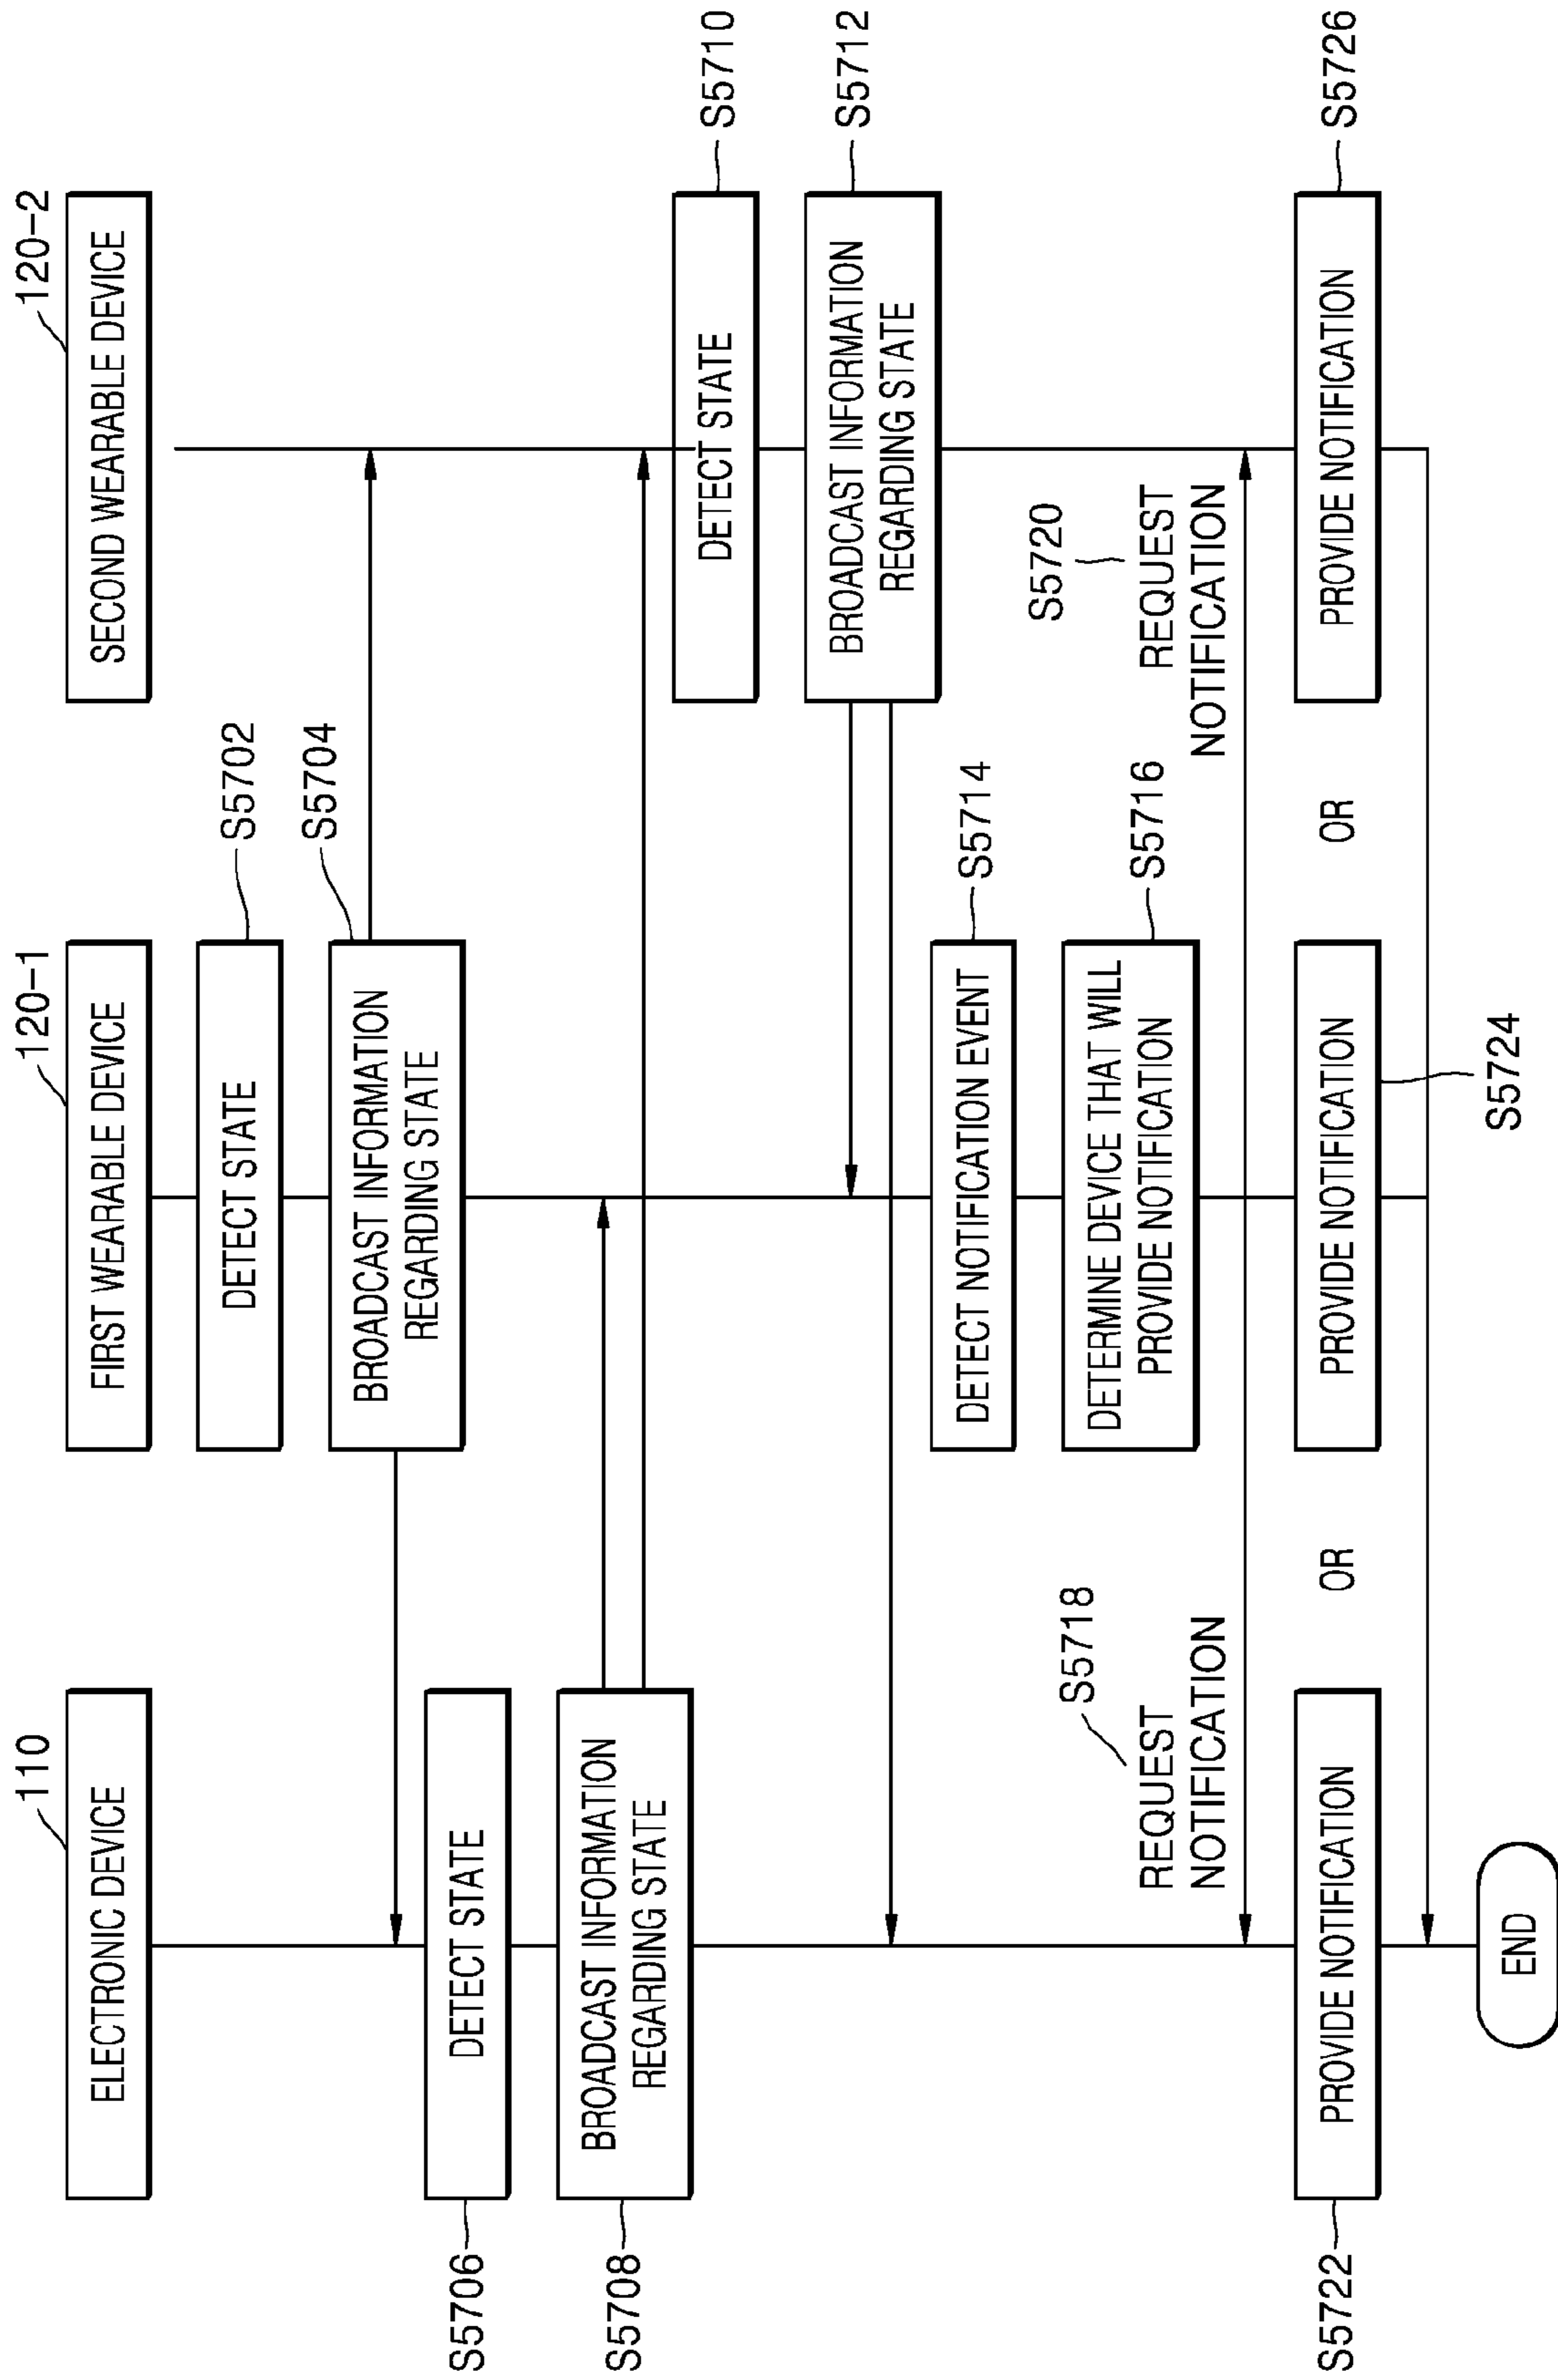 110
120-1
120-2
ELECTRONIC DEVICE
FIRST WEARABLE DEVICE
SECOND WEARABLE DEVICE
S5702
DETECT STATE
S5704
BROADCAST INFORMATION
REGARDING STATE
S5706
DETECT STATE
S5708
BROADCAST INFORMATION
REGARDING STATE
DETECT STATE
S5710
BROADCAST INFORMATION
REGARDING STATE
S5712
DETECT NOTIFICATION EVENT
S5714
DETERMINE DEVICE THAT WILL
PROVIDE NOTIFICATION
S5716
S5718
REQUEST
NOTIFICATION
S5720
REQUEST
NOTIFICATION
S5722
PROVIDE NOTIFICATION
OR
PROVIDE NOTIFICATION
S5724
OR
PROVIDE NOTIFICATION
S5726
END